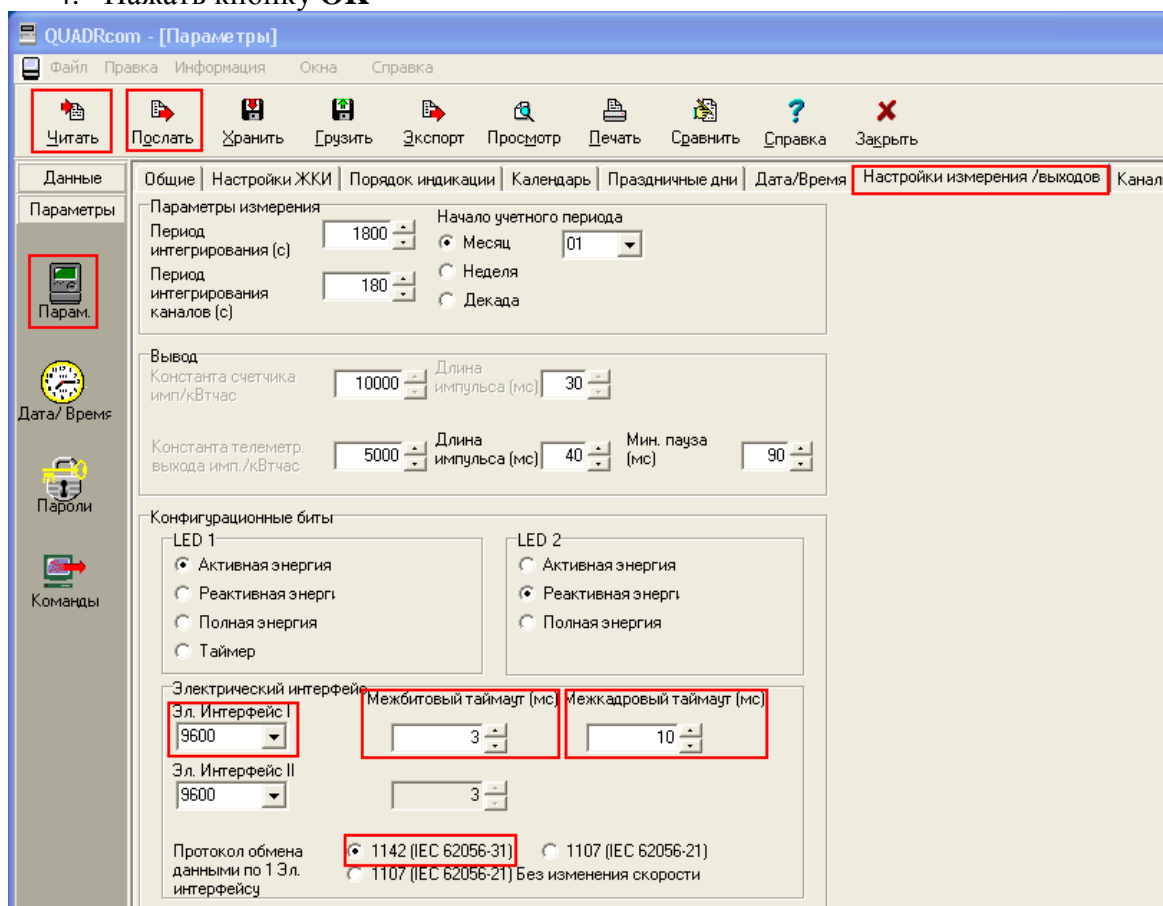 4. Нажать кнопку ОК
QUADRcom - [Параметры]
Файл Правка Информация Окна Справка
Читать Послать Хранить Грузить Экспорт Просмотр Печать Сравнить Справка Закрыть
Данные
Параметры
Парам.
Дата/ Время
Пароли
Команды
Общие Настройки ЖКИ Порядок индикации Календарь Праздничные дни Дата/Время Настройки измерения /выходов Канал
Параметры измерения
Период
интегрирования (с)
1800
Период
интегрирования
каналов (с)
180
Начало учетного периода
Месяц 01
Неделя
Декада
Вывод
Константа счетчика
имп/кВтчас
10000
Длина
импульса (мс)
30
Константа телеметр.
выхода имп./кВтчас
5000
Длина
импульса (мс)
40
Мин. пауза
(мс)
90
Конфигурационные биты
LED 1
Активная энергия
Реактивная энергі
Полная энергия
Таймер
LED 2
Активная энергия
Реактивная энергі
Полная энергия
Электрический интерфейс
Эл. Интерфейс I
9600
Межбитовый таймаут (мс)
3
Межкадровый таймаут (мс)
10
Эл. Интерфейс II
9600
3
Протокол обмена
данными по 1 Эл.
интерфейсу
1142 (IEC 62056-31) 1107 (IEC 62056-21)
1107 (IEC 62056-21) Без изменения скорости